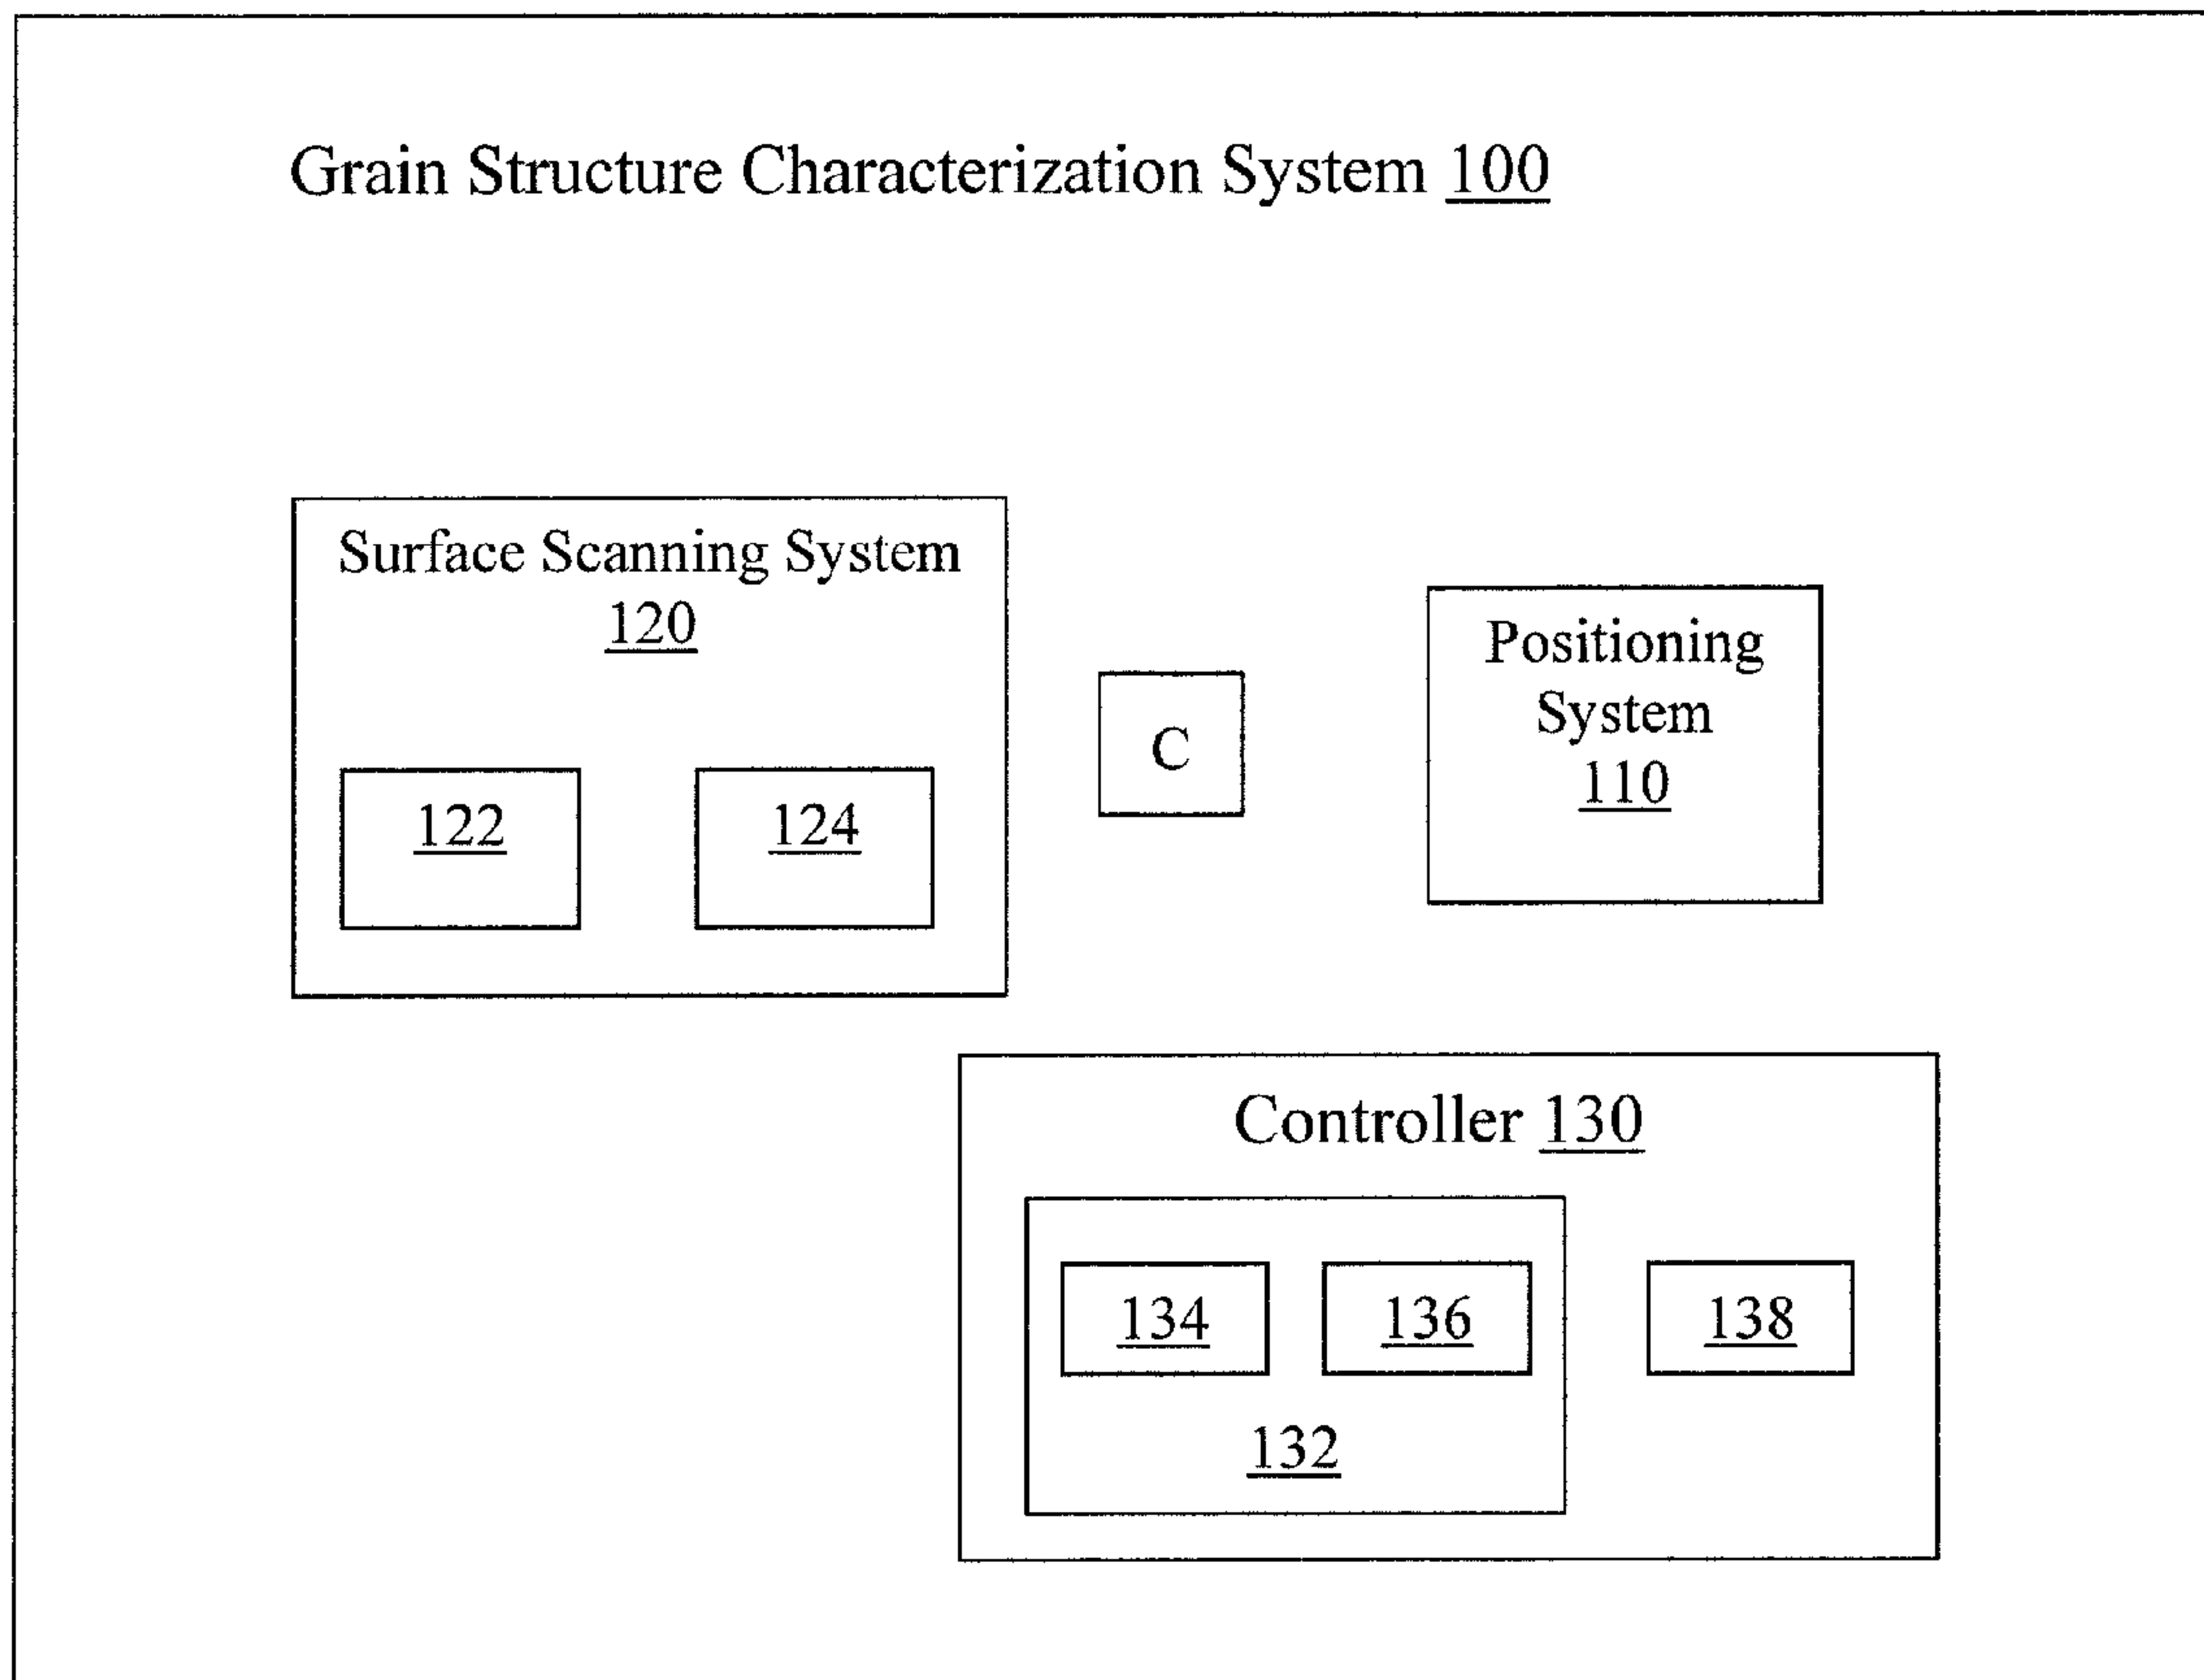 Grain Structure Characterization System 100
Surface Scanning System
120
122
124
C
Positioning
System
110
Controller 130
134
136
138
132